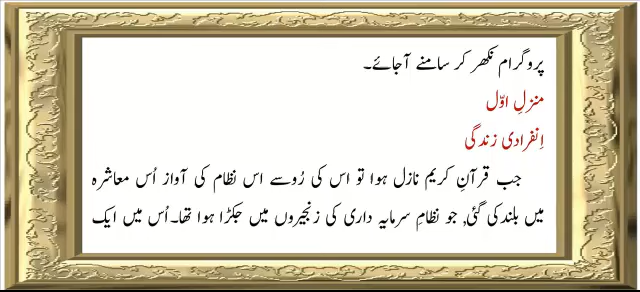 پروگرام نکھر کر سامنے آجائے۔
منزلِ اوّل
اِنفرادی زندگی
جب قرآنِ کریم نازل ہوا تو اس کی رُوسے اس نظام کی آواز اُس معاشرہ
میں بلند کی گئی, جو نظامِ سرمایہ داری کی زنجیروں میں جکڑا ہوا تھا۔اُس میں ایک